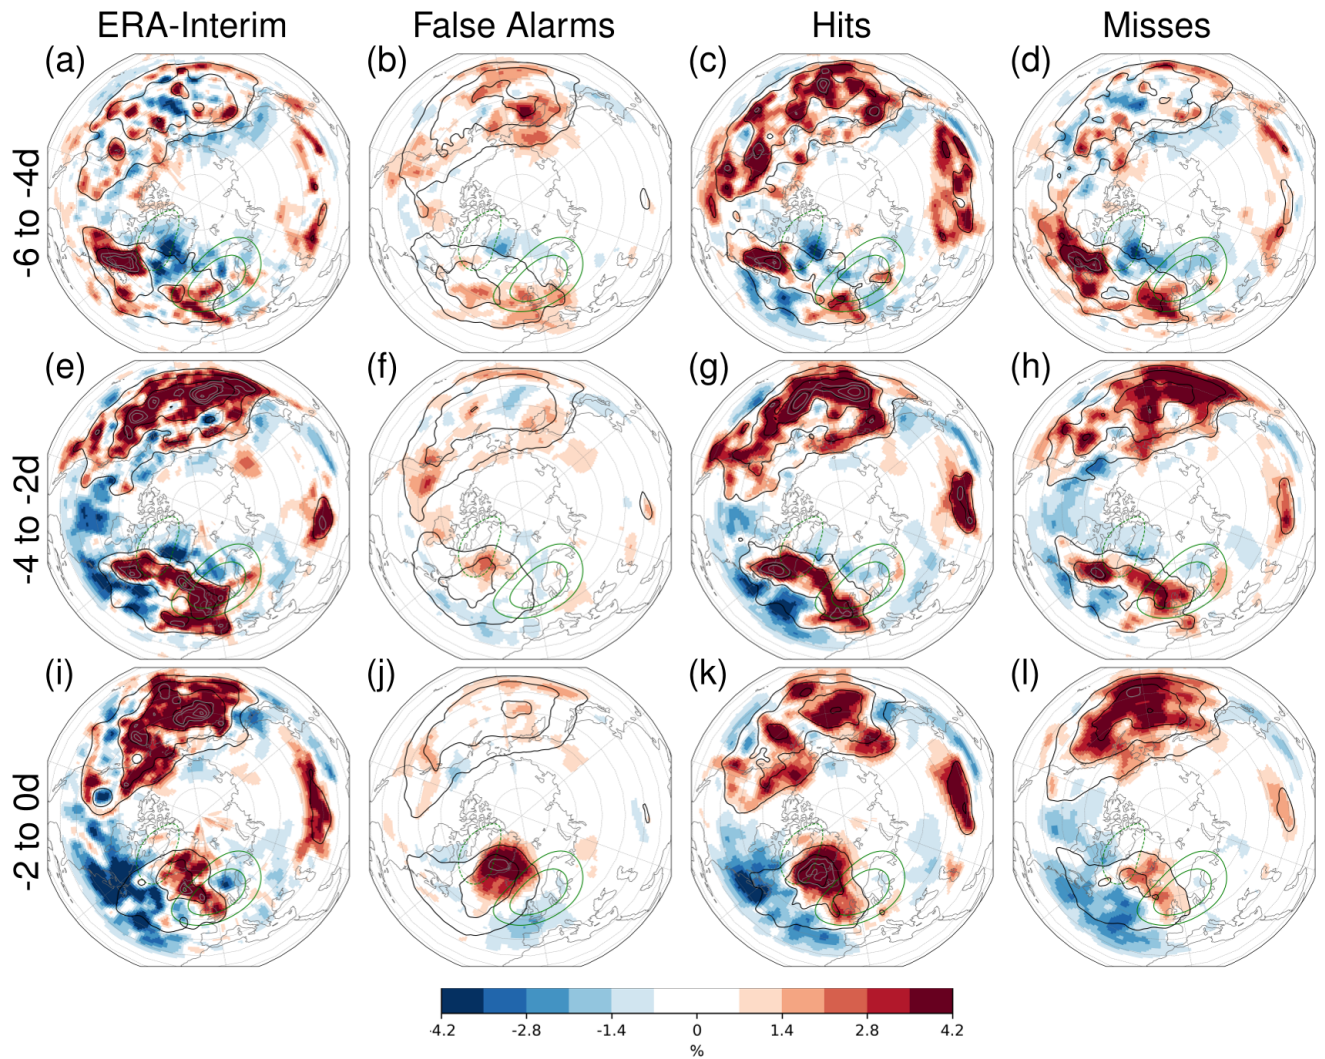 ERA-Interim False Alarms Hits Misses
(a) (b) (c) (d)
-6 to -4d
(e) (f) (g) (h)
-4 to -2d
(i) (j) (k) (l)
-2 to 0d
-4.2 -2.8 -1.4 0 1.4 2.8 4.2
%